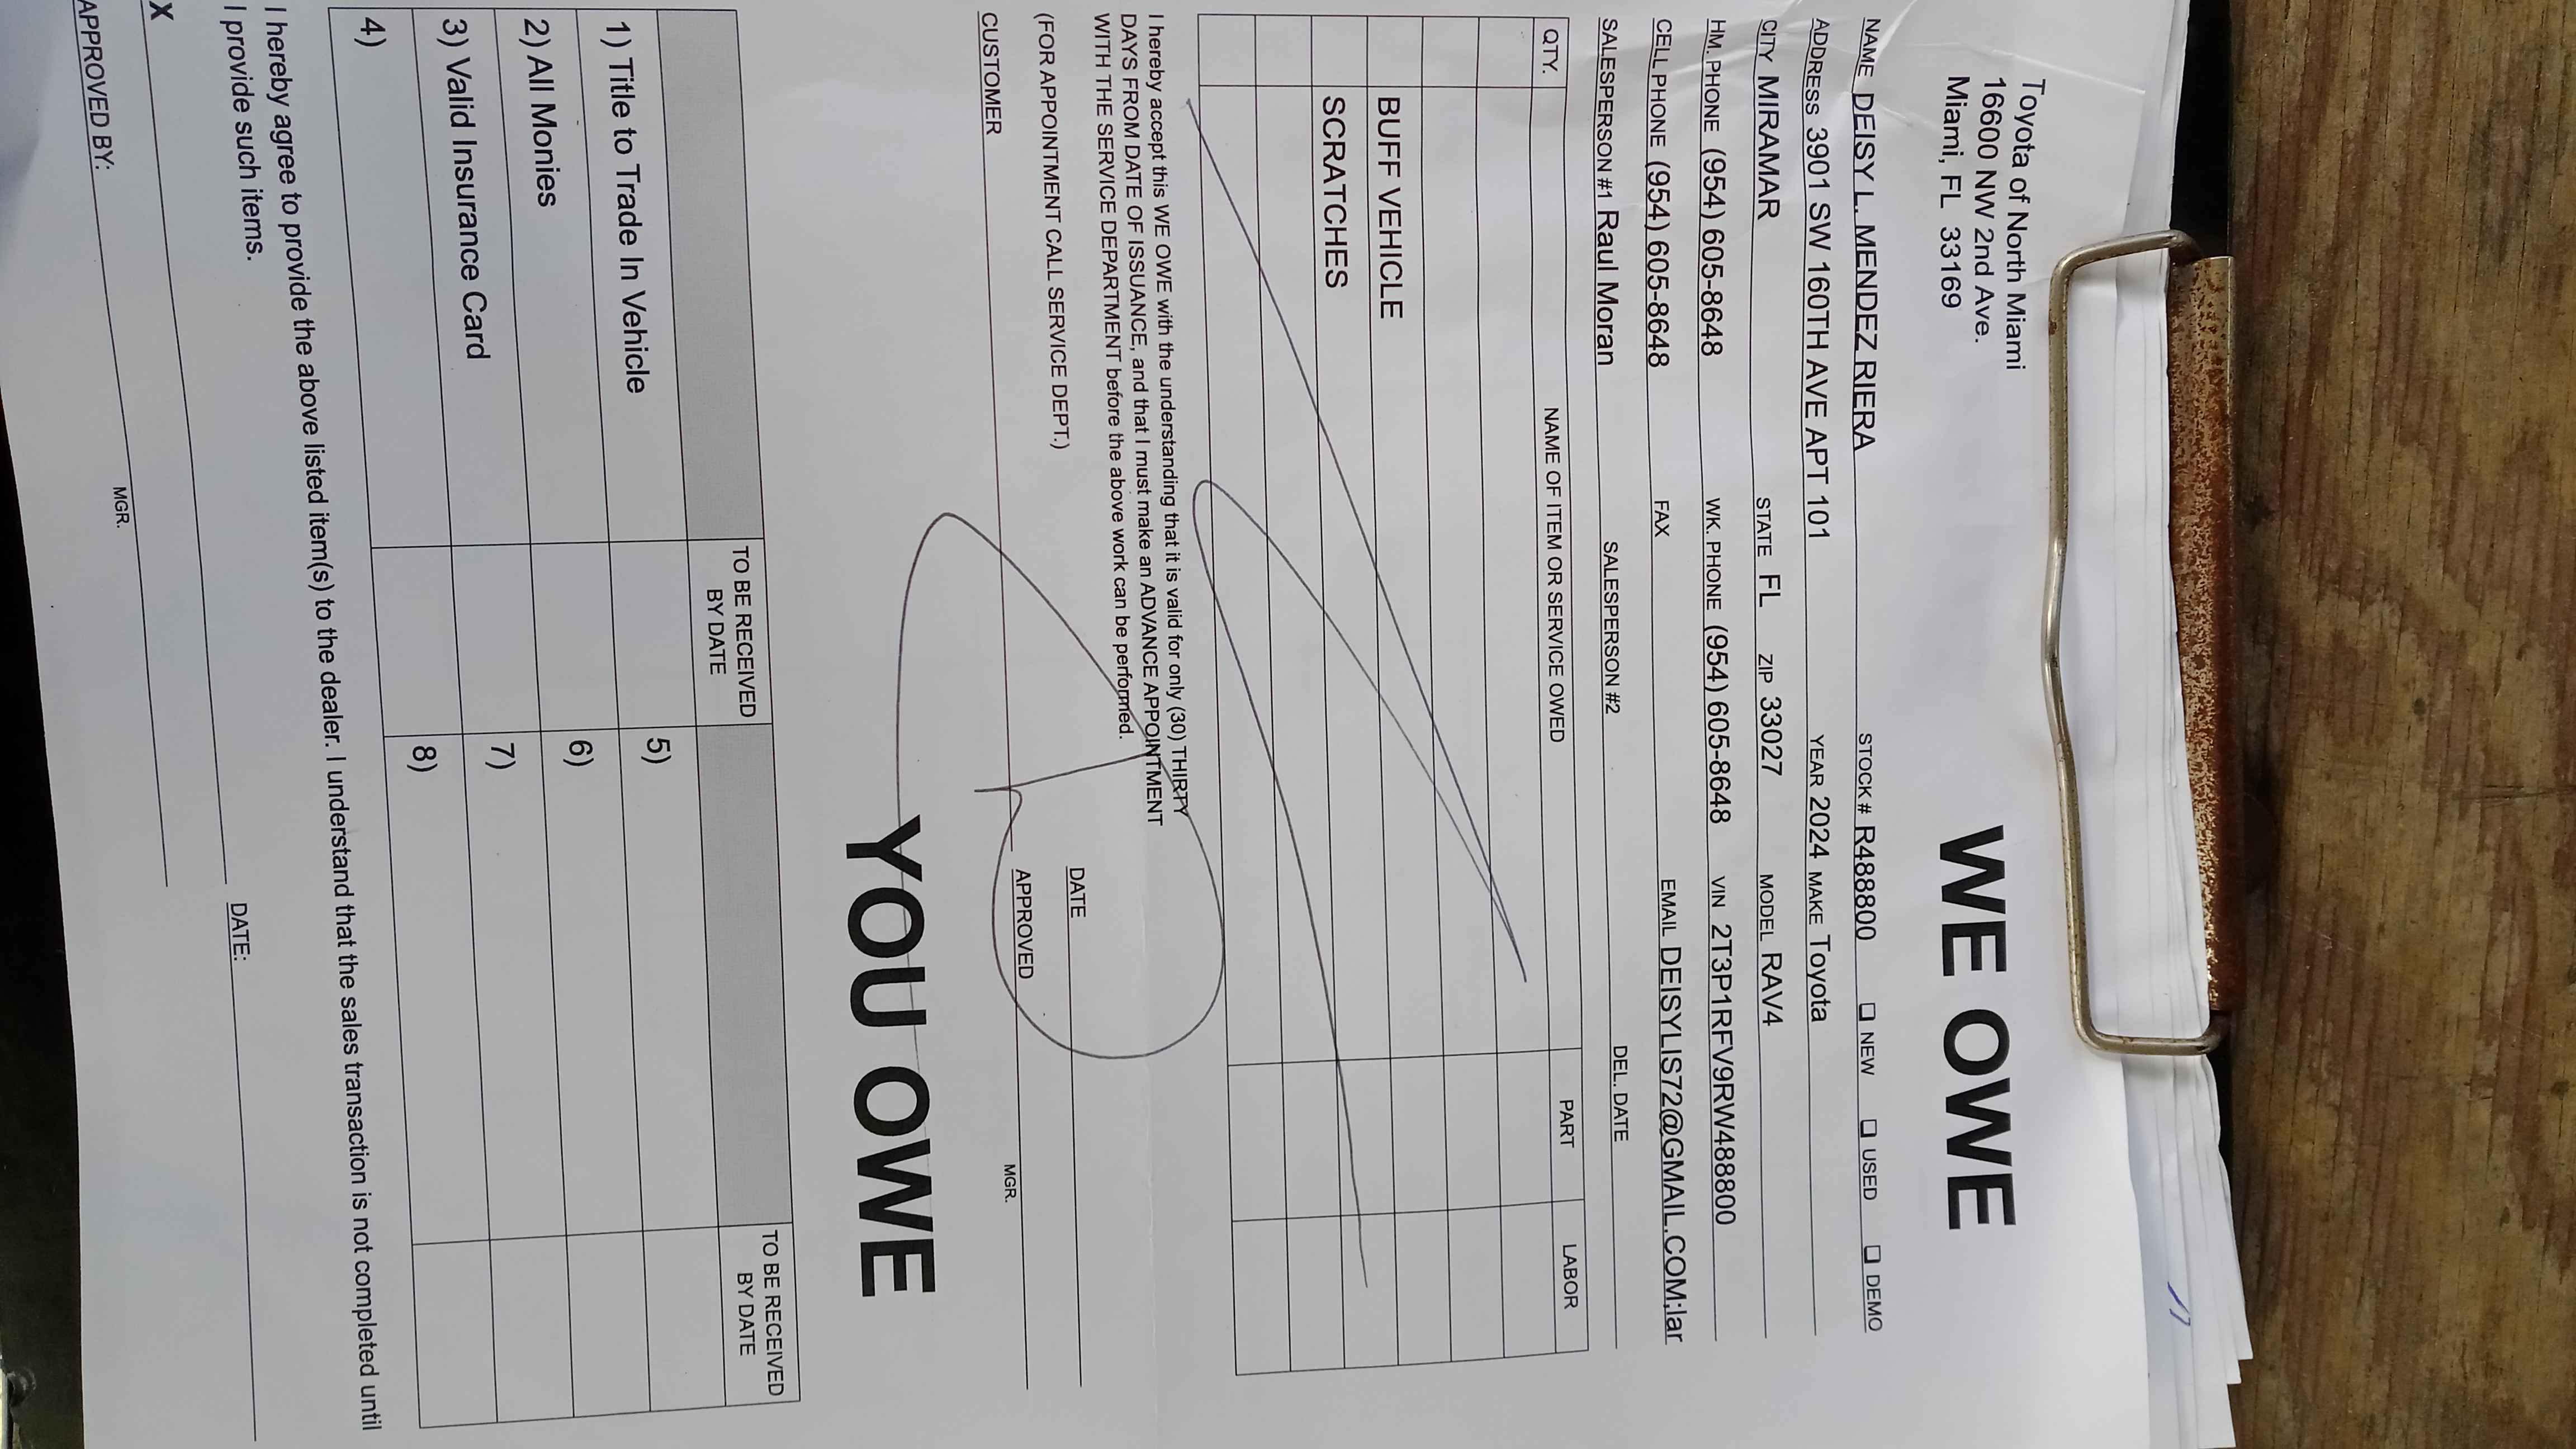 Toyota of North Miami
16600 NW 2nd Ave.
Miami, FL 33169
WE OWE
NAME DEISY L. MENDEZ RIERA STOCK # R488800 ☐ NEW ☐ USED ☐ DEMO
ADDRESS 3901 SW 160TH AVE APT 101 YEAR 2024 MAKE Toyota
CITY MIRAMAR STATE FL ZIP 33027 MODEL RAV4
HM. PHONE (954) 605-8648 WK. PHONE (954) 605-8648 VIN 2T3P1RFV9RW488800
CELL PHONE (954) 605-8648 FAX EMAIL DEISYLIS72@GMAIL.COM;lar
SALESPERSON #1 Raul Moran SALESPERSON #2 DEL. DATE
QTY. NAME OF ITEM OR SERVICE OWED PART LABOR
BUFF VEHICLE
SCRATCHES
I hereby accept this WE OWE with the understanding that it is valid for only (30) THIRTY
DAYS FROM DATE OF ISSUANCE, and that I must make an ADVANCE APPOINTMENT
WITH THE SERVICE DEPARTMENT before the above work can be performed.
(FOR APPOINTMENT CALL SERVICE DEPT.) DATE
CUSTOMER APPROVED MGR.
YOU OWE
TO BE RECEIVED BY DATE TO BE RECEIVED BY DATE
1) Title to Trade In Vehicle 5)
2) All Monies 6)
3) Valid Insurance Card 7)
4) 8)
I hereby agree to provide the above listed item(s) to the dealer. I understand that the sales transaction is not completed until
I provide such items.
X DATE:
APPROVED BY: MGR.